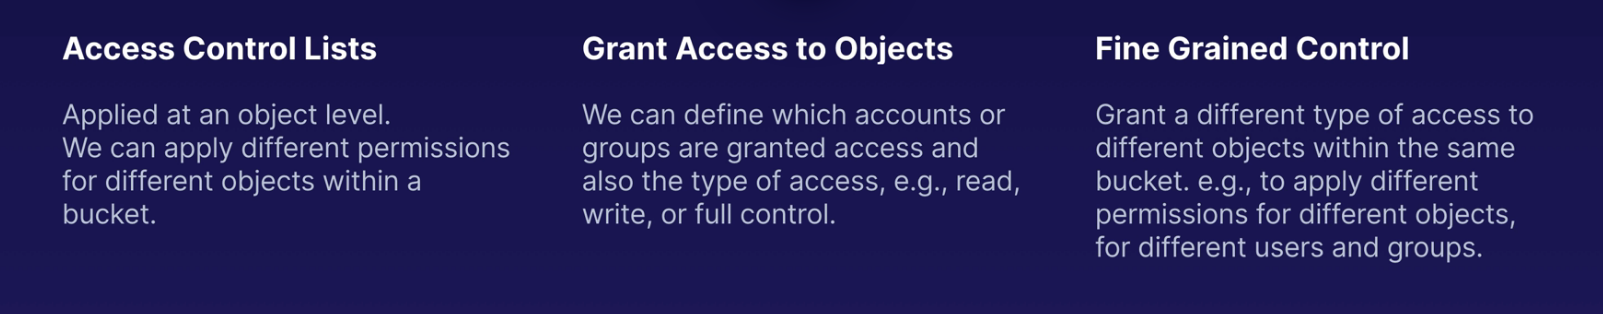 Access Control Lists
Applied at an object level.
We can apply different permissions
for different objects within a
bucket.
Grant Access to Objects
We can define which accounts or
groups are granted access and
also the type of access, e.g., read,
write, or full control.
Fine Grained Control
Grant a different type of access to
different objects within the same
bucket. e.g., to apply different
permissions for different objects,
for different users and groups.